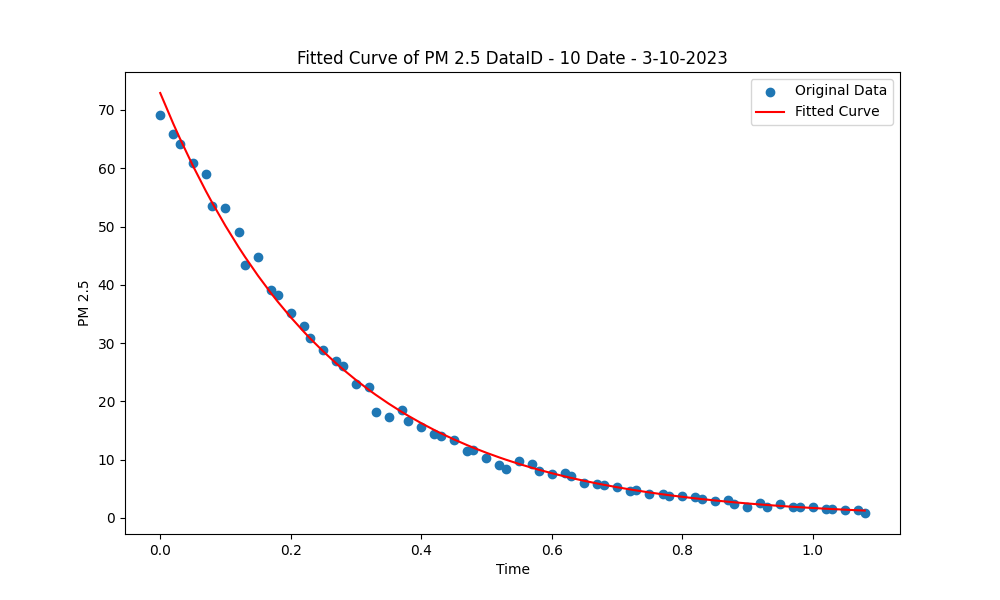 Fitted Curve of PM 2.5 DataID - 10 Date - 3-10-2023
Original Data
Fitted Curve
70
60
50
40
30
20
10
0
PM 2.5
0.0 0.2 0.4 0.6 0.8 1.0
Time